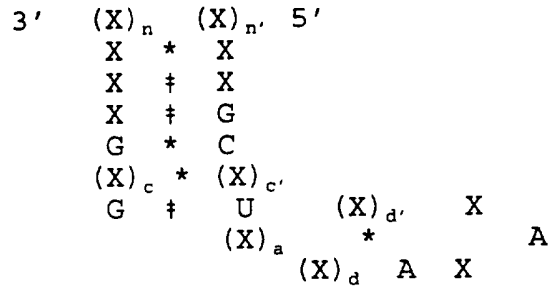 3' (X)n (X)n' 5'
X * X
X ‡ X
X ‡ G
G * C
(X)c * (X)c'
G ‡ U (X)d' X
(X)a * A
(X)d A X